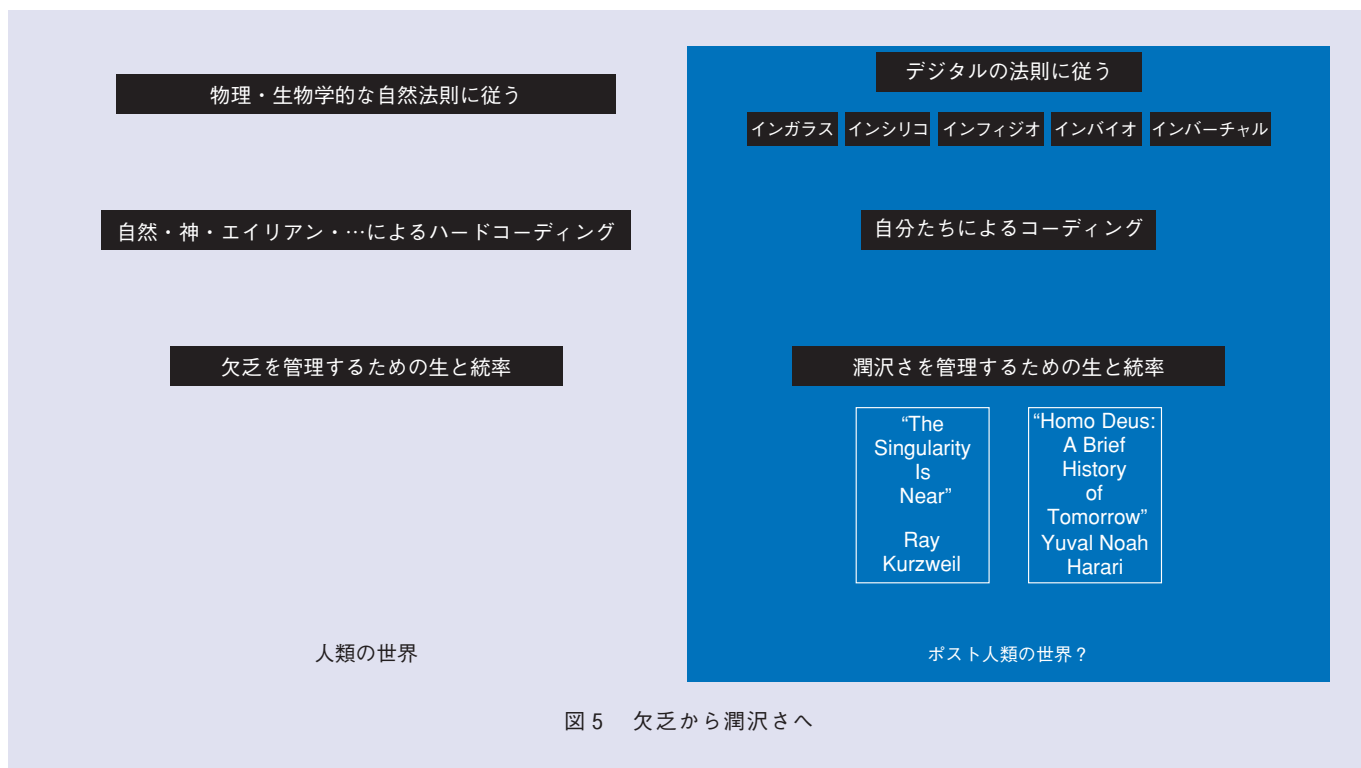 物理・生物学的な自然法則に従う
自然・神・エイリアン・…によるハードコーディング
欠乏を管理するための生と統率
人類の世界
デジタルの法則に従う
インガラス インシリコ インフィジオ インバイオ インバーチャル
自分たちによるコーディング
潤沢さを管理するための生と統率
“The
Singularity
Is
Near”
Ray
Kurzweil
“Homo Deus:
A Brief
History
of
Tomorrow”
Yuval Noah
Harari
ポスト人類の世界？
図5 欠乏から潤沢さへ